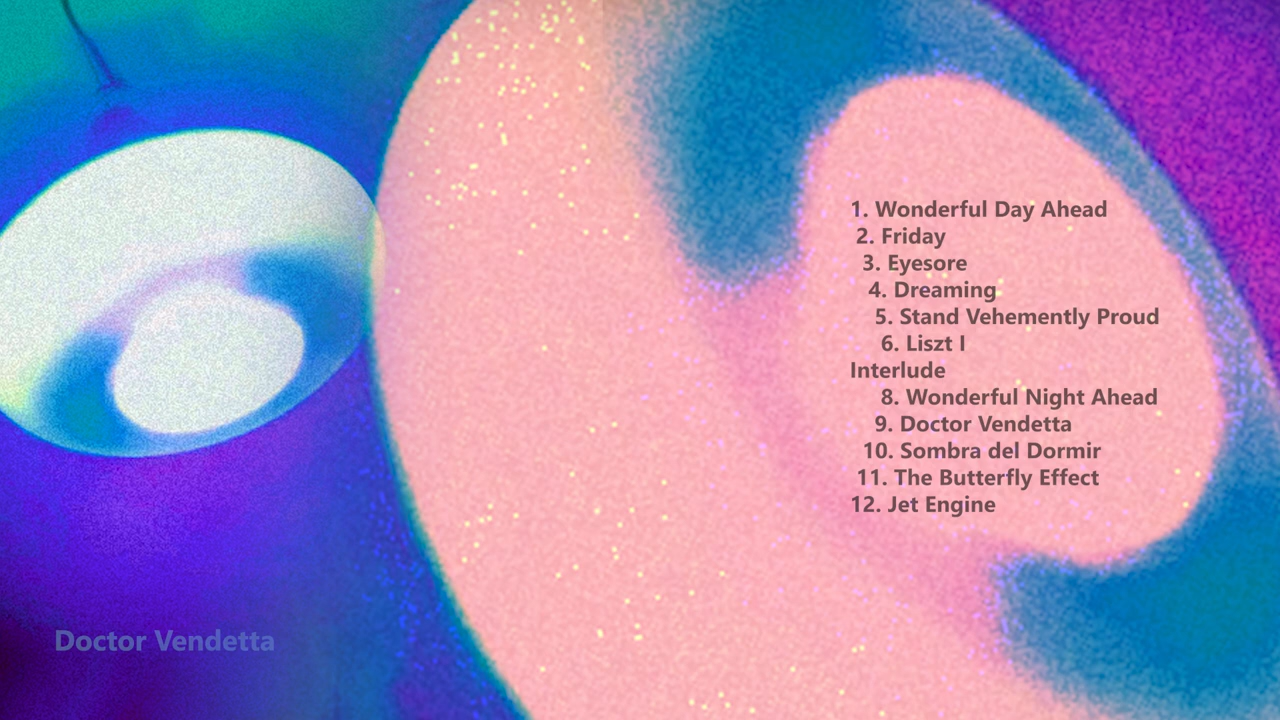 1. Wonderful Day Ahead
2. Friday
3. Eyesore
4. Dreaming
5. Stand Vehemently Proud
6. Liszt I
Interlude
8. Wonderful Night Ahead
9. Doctor Vendetta
10. Sombra del Dormir
11. The Butterfly Effect
12. Jet Engine
Doctor Vendetta